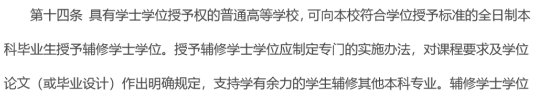 第十四条 具有学士学位授予权的普通高等学校，可向本校符合学位授予标准的全日制本
科毕业生授予辅修学士学位。授予辅修学士学位应制定专门的实施办法，对课程要求及学位
论文（或毕业设计）作出明确规定，支持学有余力的学生辅修其他本科专业。辅修学士学位